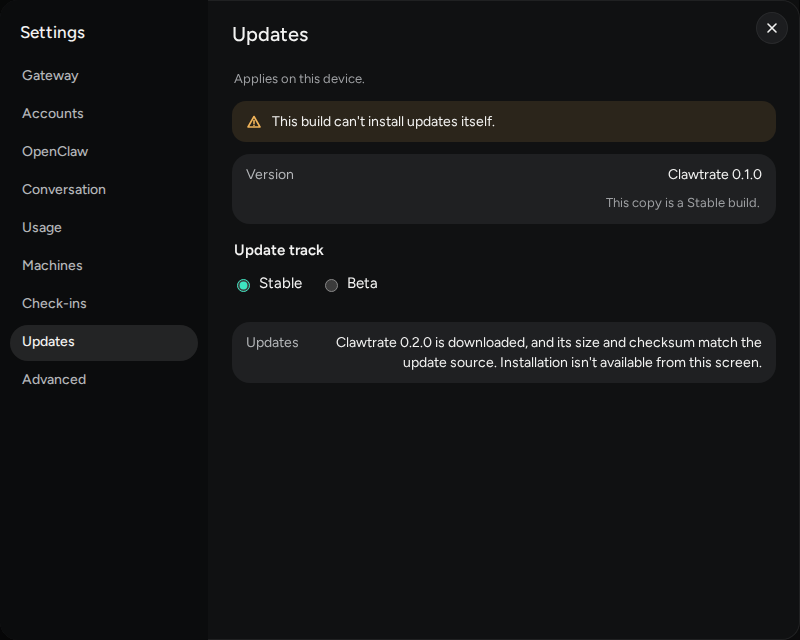 Settings
Gateway
Accounts
OpenClaw
Conversation
Usage
Machines
Check-ins
Updates
Advanced
Updates
Applies on this device.
This build can't install updates itself.
Version
Clawtrate 0.1.0
This copy is a Stable build.
Update track
Stable
Beta
Updates
Clawtrate 0.2.0 is downloaded, and its size and checksum match the
update source. Installation isn't available from this screen.